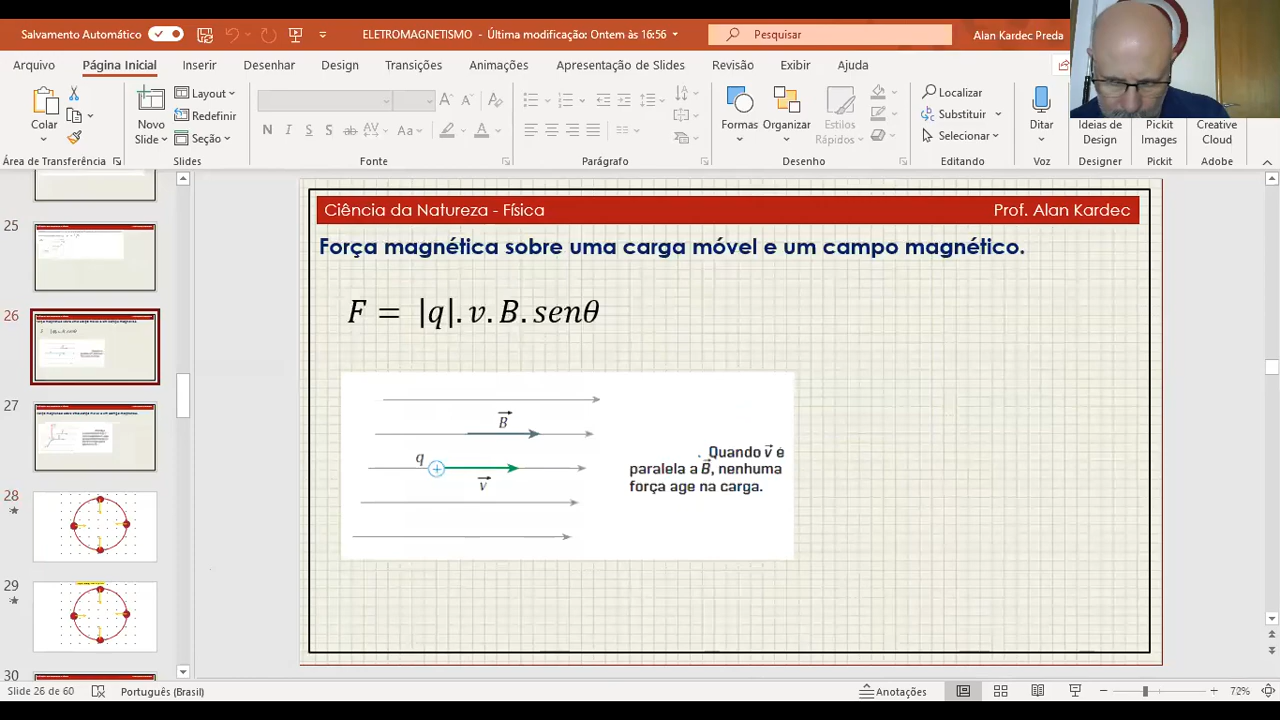 Salvamento Automático
ELETROMAGNETISMO - Última modificação: Ontem às 16:56
Pesquisar
Alan Kardec Preda
Arquivo Página Inicial Inserir Desenhar Design Transições Animações Apresentação de Slides Revisão Exibir Ajuda
Colar
Novo
Slide
Layout
Redefinir
Seção
Formas
Organizar
Estilos
Rápidos
Localizar
Substituir
Selecionar
Ditar
Ideias de
Design
Pickit
Images
Creative
Cloud
Área de Transferência Slides Fonte Parágrafo Desenho Editando Voz Designer Pickit Adobe
25
26
27
28
29
30
Ciência da Natureza - Física Prof. Alan Kardec
Força magnética sobre uma carga móvel e um campo magnético.
F = |q|. v. B. senθ
B
q
+
v
Quando v é
paralela a B, nenhuma
força age na carga.
Slide 26 de 60 Português (Brasil) Anotações 72%